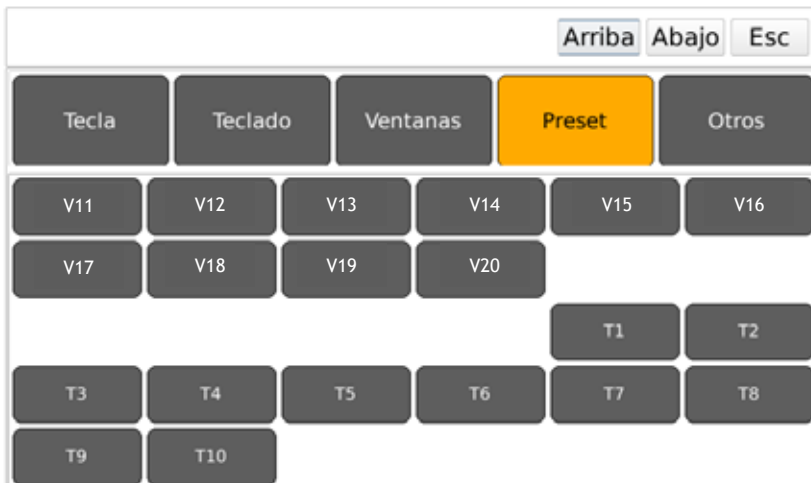 Arriba Abajo Esc
Tecla Teclado Ventanas Preset Otros
V11 V12 V13 V14 V15 V16
V17 V18 V19 V20
T1 T2
T3 T4 T5 T6 T7 T8
T9 T10